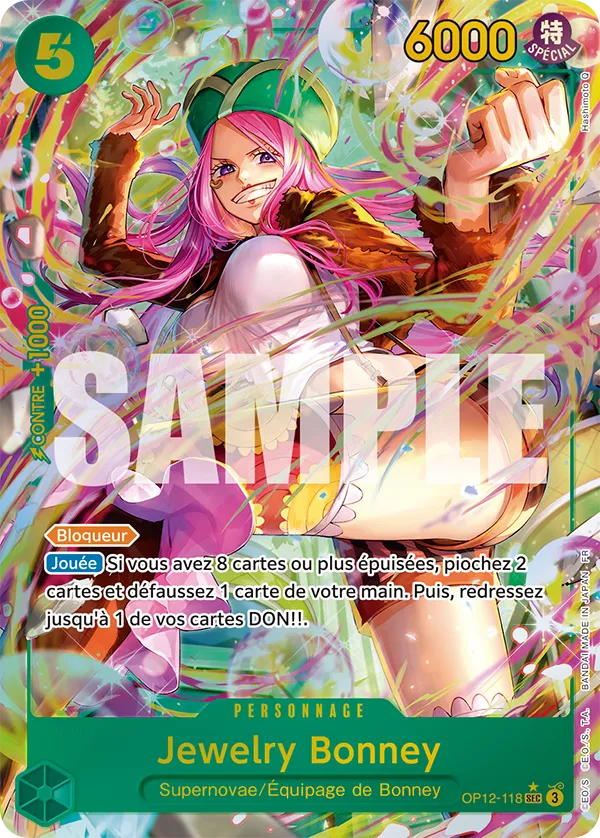 5
6000
特
SPÉCIAL
Hashimoto Q
CONTRE +1000
SAMPLE
Bloqueur
Jouée Si vous avez 8 cartes ou plus épuisées, piochez 2
cartes et défaussez 1 carte de votre main. Puis, redressez
jusqu'à 1 de vos cartes DON!!.
PERSONNAGE
Jewelry Bonney
Supernovae/Équipage de Bonney
OP12-118 SEC 3
©E.O/S. ©E.O./S., T.A. BANDAI MADE IN JAPAN FR